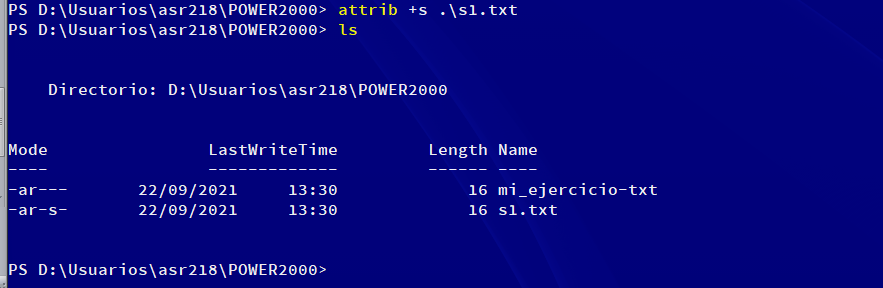 PS D:\Usuarios\asr218\POWER2000> attrib +s .\s1.txt
PS D:\Usuarios\asr218\POWER2000> ls
Directorio: D:\Usuarios\asr218\POWER2000
Mode LastWriteTime Length Name
---- ------------- ------ ----
-ar--- 22/09/2021 13:30 16 mi_ejercicio-txt
-ar-s- 22/09/2021 13:30 16 s1.txt
PS D:\Usuarios\asr218\POWER2000>